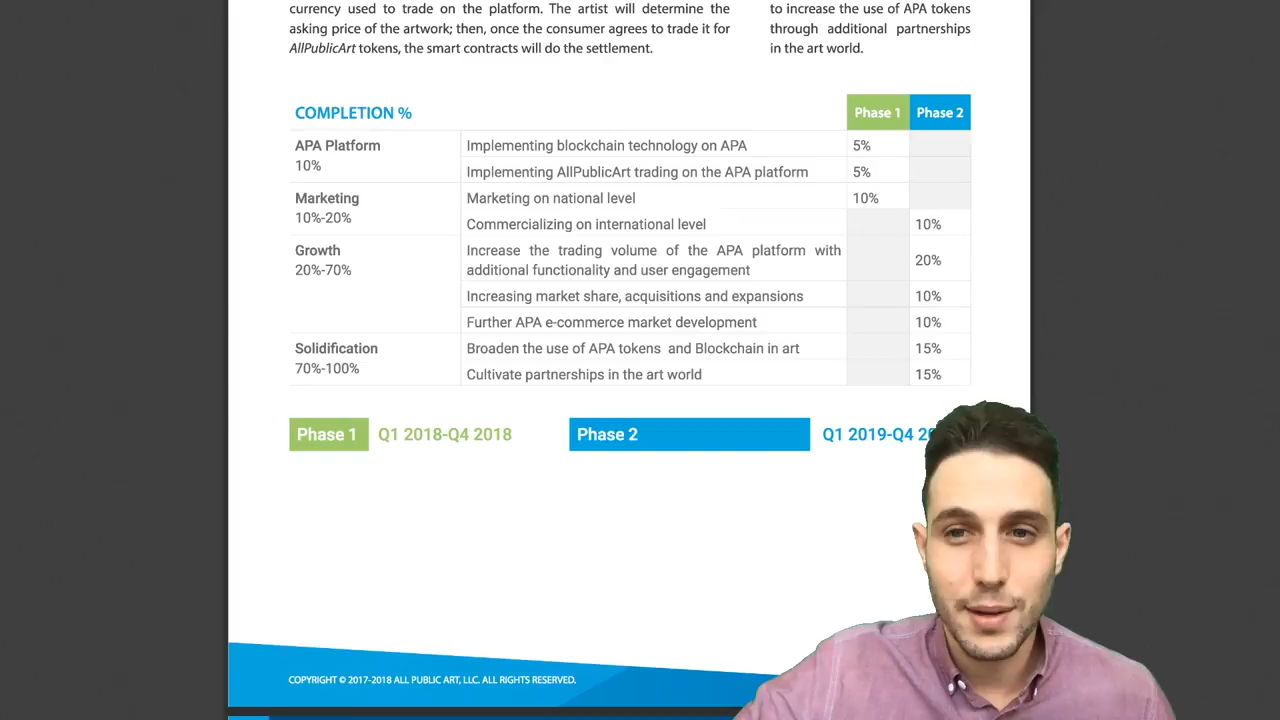 currency used to trade on the platform. The artist will determine the
asking price of the artwork; then, once the consumer agrees to trade it for
AllPublicArt tokens, the smart contracts will do the settlement.
to increase the use of APA tokens
through additional partnerships
in the art world.
COMPLETION % Phase 1 Phase 2
APA Platform
10%
Implementing blockchain technology on APA 5%
Implementing AllPublicArt trading on the APA platform 5%
Marketing
10%-20%
Marketing on national level 10%
Commercializing on international level 10%
Growth
20%-70%
Increase the trading volume of the APA platform with
additional functionality and user engagement 20%
Increasing market share, acquisitions and expansions 10%
Further APA e-commerce market development 10%
Solidification
70%-100%
Broaden the use of APA tokens and Blockchain in art 15%
Cultivate partnerships in the art world 15%
Phase 1 Q1 2018-Q4 2018 Phase 2 Q1 2019-Q4
COPYRIGHT © 2017-2018 ALL PUBLIC ART, LLC. ALL RIGHTS RESERVED.